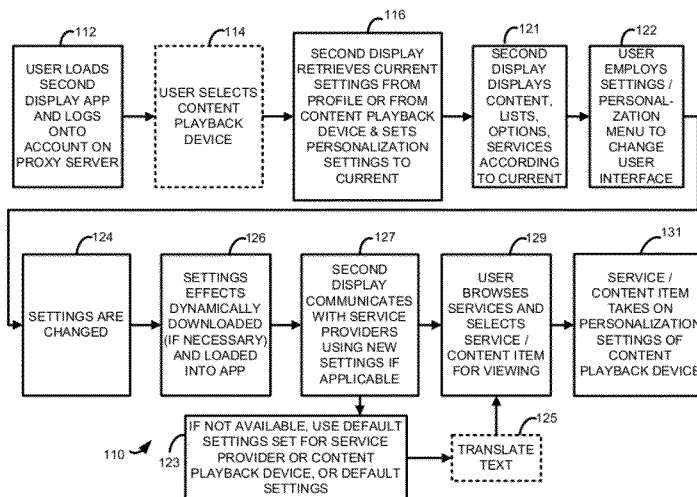 112
USER LOADS
SECOND
DISPLAY APP
AND LOGS
ONTO
ACCOUNT ON
PROXY SERVER
114
USER SELECTS
CONTENT
PLAYBACK
DEVICE
116
SECOND DISPLAY
RETRIEVES CURRENT
SETTINGS FROM
PROFILE OR FROM
CONTENT PLAYBACK
DEVICE & SETS
PERSONALIZATION
SETTINGS TO
CURRENT
121
SECOND
DISPLAY
DISPLAYS
CONTENT,
LISTS,
OPTIONS,
SERVICES
ACCORDING
TO CURRENT
122
USER
EMPLOYS
SETTINGS /
PERSONAL-
ZATION
MENU TO
CHANGE
USER
INTERFACE
124
SETTINGS ARE
CHANGED
126
SETTINGS
EFFECTS
DYNAMICALLY
DOWNLOADED
(IF NECESSARY)
AND LOADED
INTO APP
127
SECOND
DISPLAY
COMMUNICATES
WITH SERVICE
PROVIDERS
USING NEW
SETTINGS IF
APPLICABLE
129
USER
BROWSES
SERVICES AND
SELECTS
SERVICE /
CONTENT ITEM
FOR VIEWING
131
SERVICE /
CONTENT ITEM
TAKES ON
PERSONALIZATION
SETTINGS OF
CONTENT
PLAYBACK DEVICE
110
123
IF NOT AVAILABLE, USE DEFAULT
SETTINGS SET FOR SERVICE
PROVIDER OR CONTENT
PLAYBACK DEVICE, OR DEFAULT
SETTINGS
125
TRANSLATE
TEXT